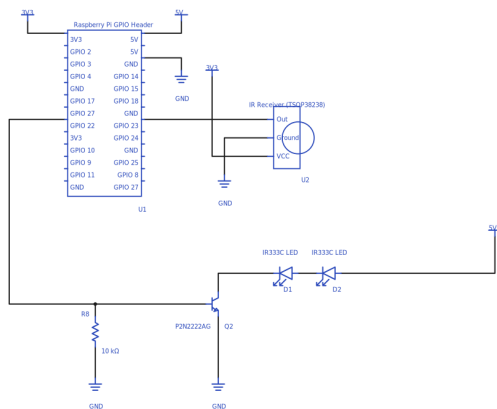 3V3
5V
Raspberry Pi GPIO Header
3V3 5V
GPIO 2 5V
GPIO 3 GND
GPIO 4 GPIO 14
GND GPIO 15
GPIO 17 GPIO 18
GPIO 27 GND
GPIO 22 GPIO 23
3V3 GPIO 24
GPIO 10 GND
GPIO 9 GPIO 25
GPIO 11 GPIO 8
GND GPIO 27
U1
GND
3V3
IR Receiver (TSOP38238)
Out
Ground
VCC
U2
GND
5V
IR333C LED IR333C LED
D1 D2
R8
10 kΩ
P2N2222AG Q2
GND GND